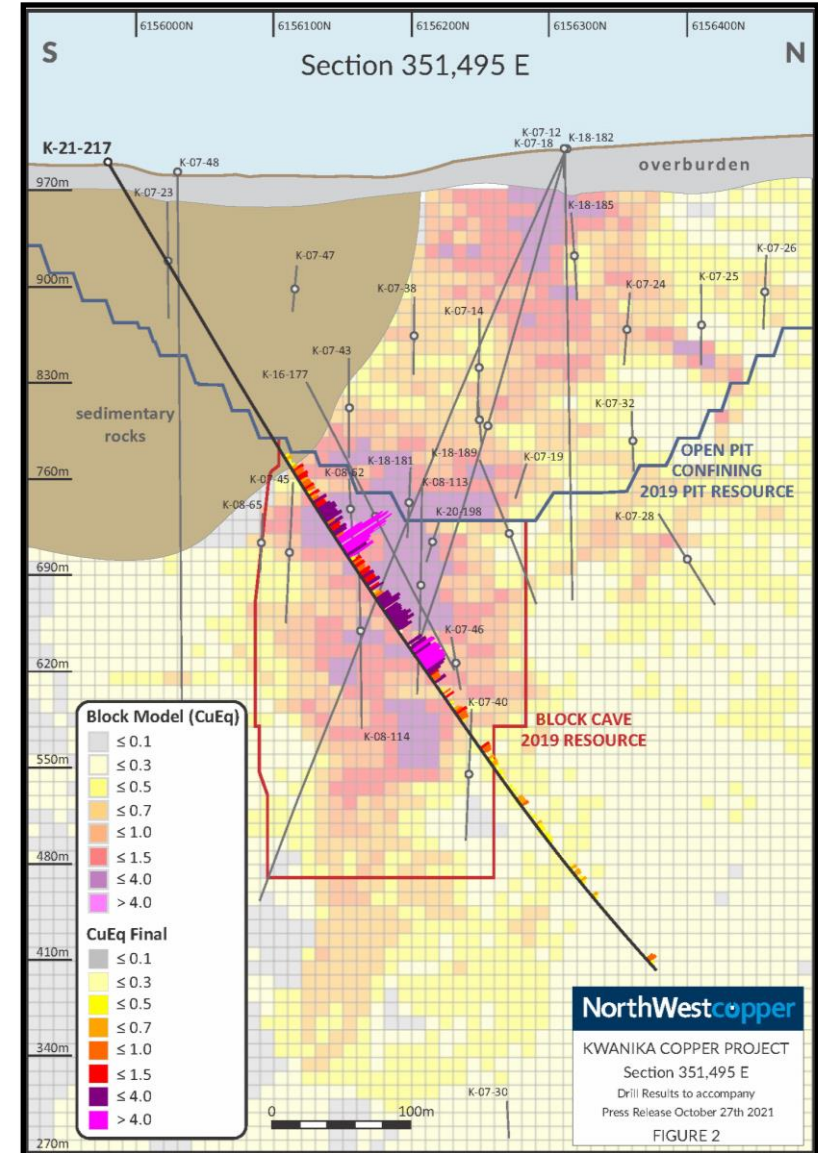 6156000N
6156100N
6156200N
6156300N
6156400N
S
N
Section 351,495 E
K-21-217
K-07-48
K-07-12
K-07-18
K-18-182
overburden
970m
K-07-23
K-18-185
K-07-47
K-07-26
K-07-38
K-07-24
K-07-25
900m
K-07-14
K-07-43
830m
K-16-177
K-07-32
sedimentary
rocks
OPEN PIT
CONFINING
2019 PIT RESOURCE
K-18-189
K-07-19
K-18-181
760m
K-07-45
K-08-62
K-08-113
K-08-65
K-20-198
K-07-28
690m
K-07-46
620m
K-07-40
BLOCK CAVE
2019 RESOURCE
K-08-114
550m
480m
410m
340m
270m
Block Model (CuEq)
≤ 0.1
≤ 0.3
≤ 0.5
≤ 0.7
≤ 1.0
≤ 1.5
≤ 4.0
> 4.0
CuEq Final
≤ 0.1
≤ 0.3
≤ 0.5
≤ 0.7
≤ 1.0
≤ 1.5
≤ 4.0
> 4.0
K-07-30
0
100m
NorthWestcopper
KWANIKA COPPER PROJECT
Section 351,495 E
Drill Results to accompany
Press Release October 27th 2021
FIGURE 2